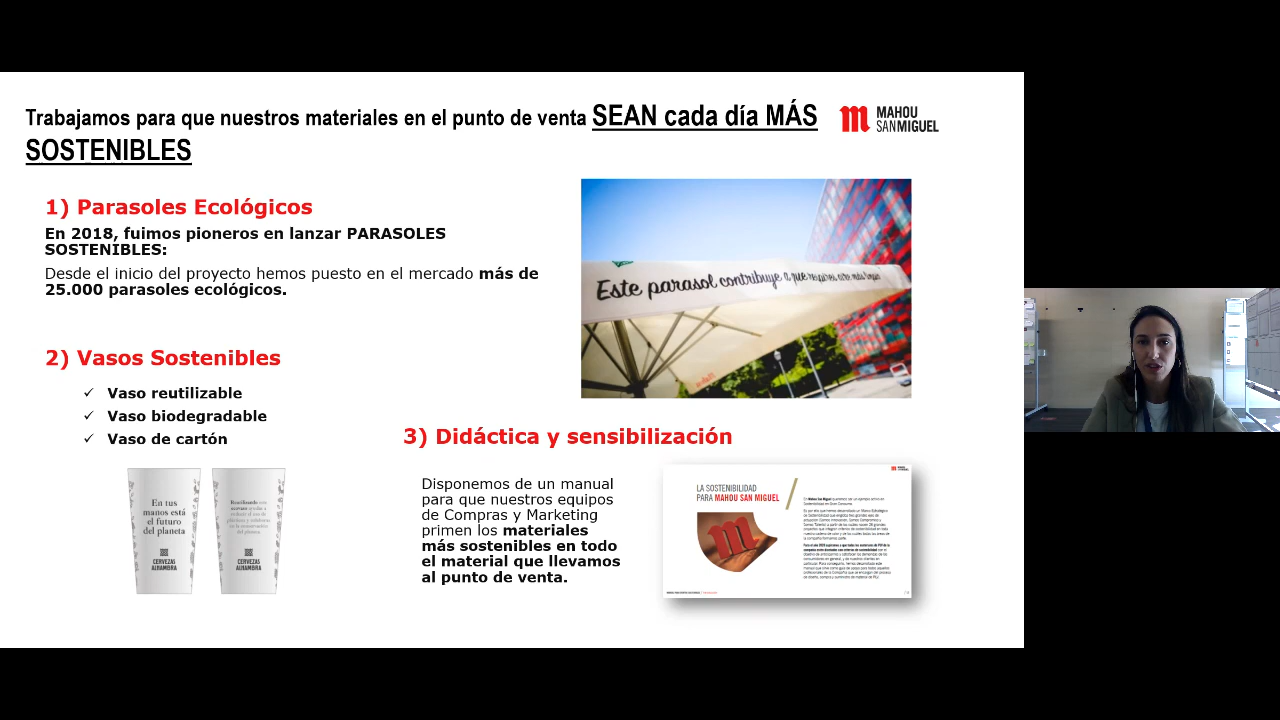 Trabajamos para que nuestros materiales en el punto de venta SEAN cada día MÁS
SOSTENIBLES
MAHOU
SANMIGUEL
1) Parasoles Ecológicos
En 2018, fuimos pioneros en lanzar PARASOLES
SOSTENIBLES:
Desde el inicio del proyecto hemos puesto en el mercado más de
25.000 parasoles ecológicos.
Este parasol contribuye a que respires aire más limpio
2) Vasos Sostenibles
✓ Vaso reutilizable
✓ Vaso biodegradable
✓ Vaso de cartón
En tus
manos está
el futuro
del planeta
CERVEZAS
ALHAMBRA
CERVEZAS
ALHAMBRA
3) Didáctica y sensibilización
Disponemos de un manual
para que nuestros equipos
de Compras y Marketing
primen los materiales
más sostenibles en todo
el material que llevamos
al punto de venta.
LA SOSTENIBILIDAD
PARA MAHOU SAN MIGUEL